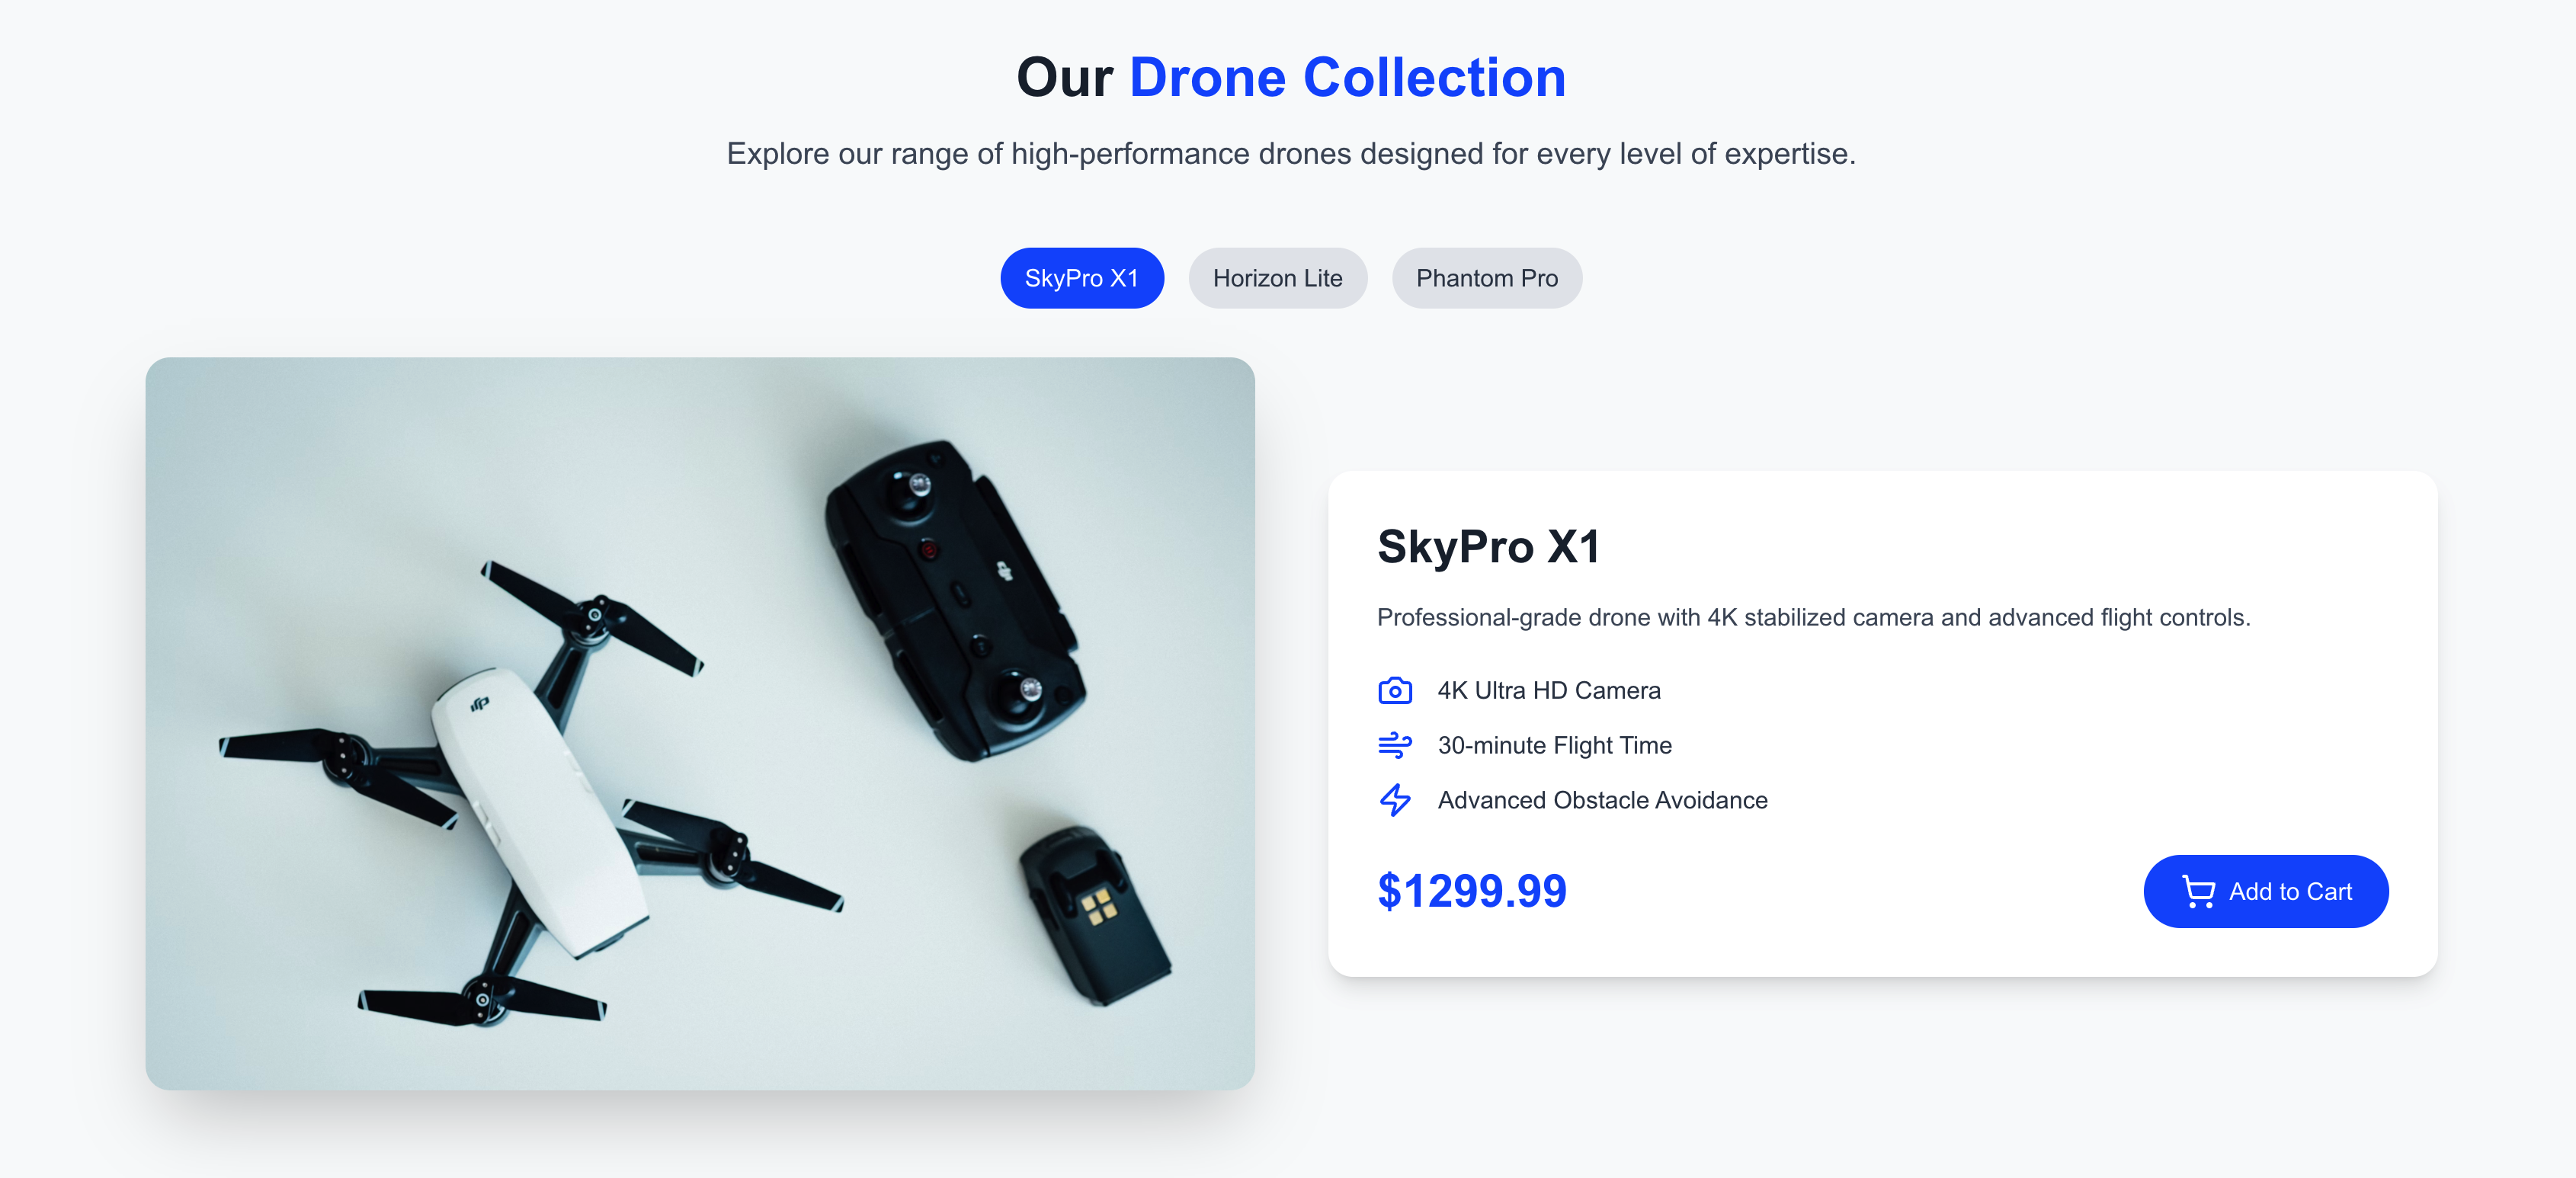 Our Drone Collection
Explore our range of high-performance drones designed for every level of expertise.
SkyPro X1
Horizon Lite
Phantom Pro
dji
SkyPro X1
Professional-grade drone with 4K stabilized camera and advanced flight controls.
4K Ultra HD Camera
30-minute Flight Time
Advanced Obstacle Avoidance
$1299.99
Add to Cart